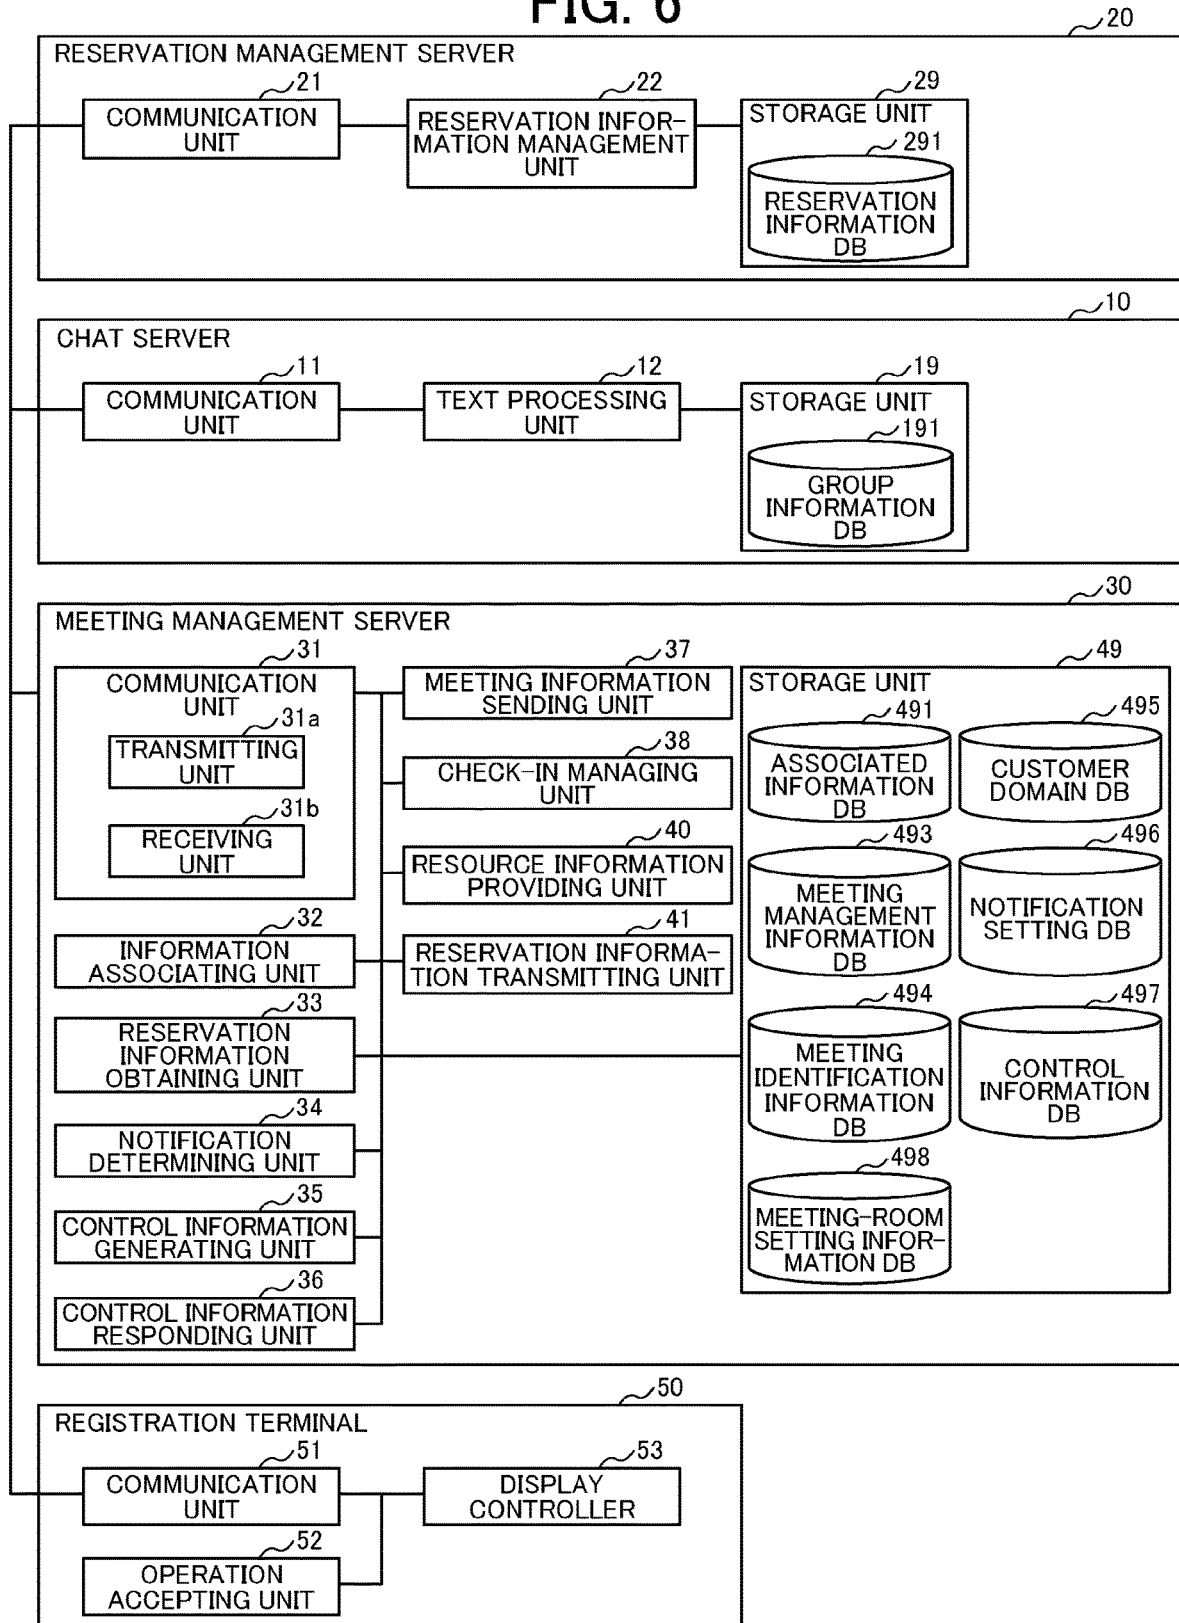 FIG. 6
20
RESERVATION MANAGEMENT SERVER
21
COMMUNICATION
UNIT
22
RESERVATION INFOR-
MATION MANAGEMENT
UNIT
29
STORAGE UNIT
291
RESERVATION
INFORMATION
DB
10
CHAT SERVER
11
COMMUNICATION
UNIT
12
TEXT PROCESSING
UNIT
19
STORAGE UNIT
191
GROUP
INFORMATION
DB
30
MEETING MANAGEMENT SERVER
31
COMMUNICATION
UNIT
31a
TRANSMITTING
UNIT
31b
RECEIVING
UNIT
32
INFORMATION
ASSOCIATING UNIT
33
RESERVATION
INFORMATION
OBTAINING UNIT
34
NOTIFICATION
DETERMINING UNIT
35
CONTROL INFORMATION
GENERATING UNIT
36
CONTROL INFORMATION
RESPONDING UNIT
37
MEETING INFORMATION
SENDING UNIT
38
CHECK-IN MANAGING
UNIT
40
RESOURCE INFORMATION
PROVIDING UNIT
41
RESERVATION INFORMA-
TION TRANSMITTING UNIT
49
STORAGE UNIT
491
ASSOCIATED
INFORMATION
DB
495
CUSTOMER
DOMAIN DB
493
MEETING
MANAGEMENT
INFORMATION
DB
496
NOTIFICATION
SETTING DB
494
MEETING
IDENTIFICATION
INFORMATION
DB
497
CONTROL
INFORMATION
DB
498
MEETING-ROOM
SETTING INFOR-
MATION DB
50
REGISTRATION TERMINAL
51
COMMUNICATION
UNIT
53
DISPLAY
CONTROLLER
52
OPERATION
ACCEPTING UNIT